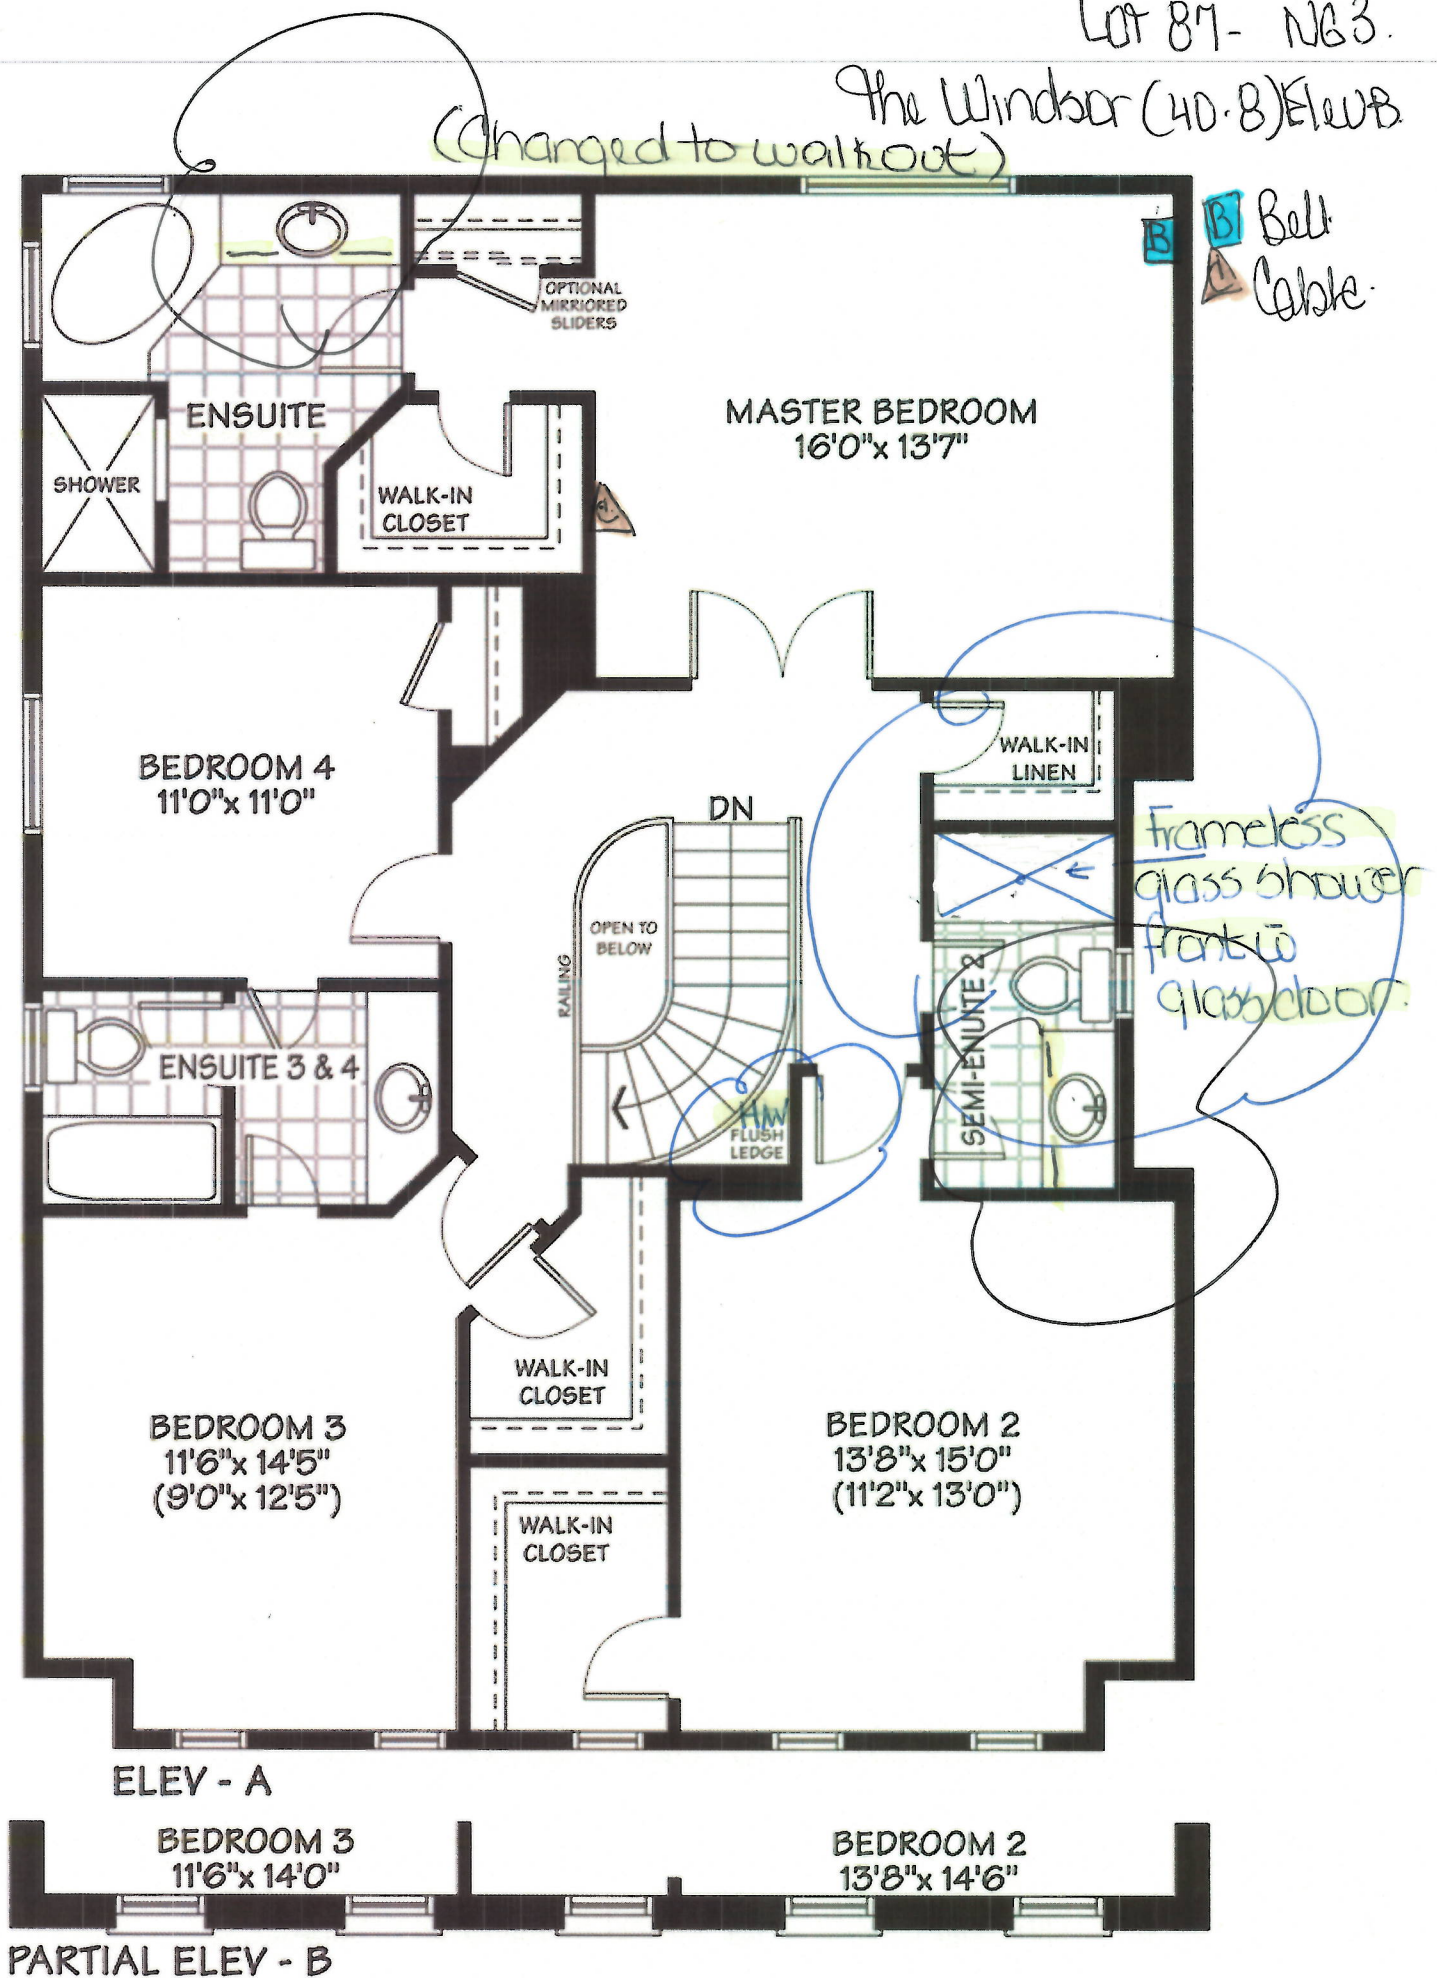 Lot 87- NG3.
The Windsor (40-8) Elev B
(Changed to walkout)
B
B Bell
C Cable
OPTIONAL
MIRRIORED
SLIDERS
ENSUITE
MASTER BEDROOM
16'0"x 13'7"
SHOWER
WALK-IN
CLOSET
C
WALK-IN
LINEN
BEDROOM 4
11'0"x 11'0"
DN
Frameless
glass shower
front w
glass door.
OPEN TO
BELOW
RAILING
SEMI-ENUITE 2
ENSUITE 3 & 4
HW
FLUSH
LEDGE
WALK-IN
CLOSET
BEDROOM 3
11'6"x 14'5"
(9'0"x 12'5")
BEDROOM 2
13'8"x 15'0"
(11'2"x 13'0")
WALK-IN
CLOSET
ELEV - A
BEDROOM 3
11'6"x 14'0"
BEDROOM 2
13'8"x 14'6"
PARTIAL ELEV - B